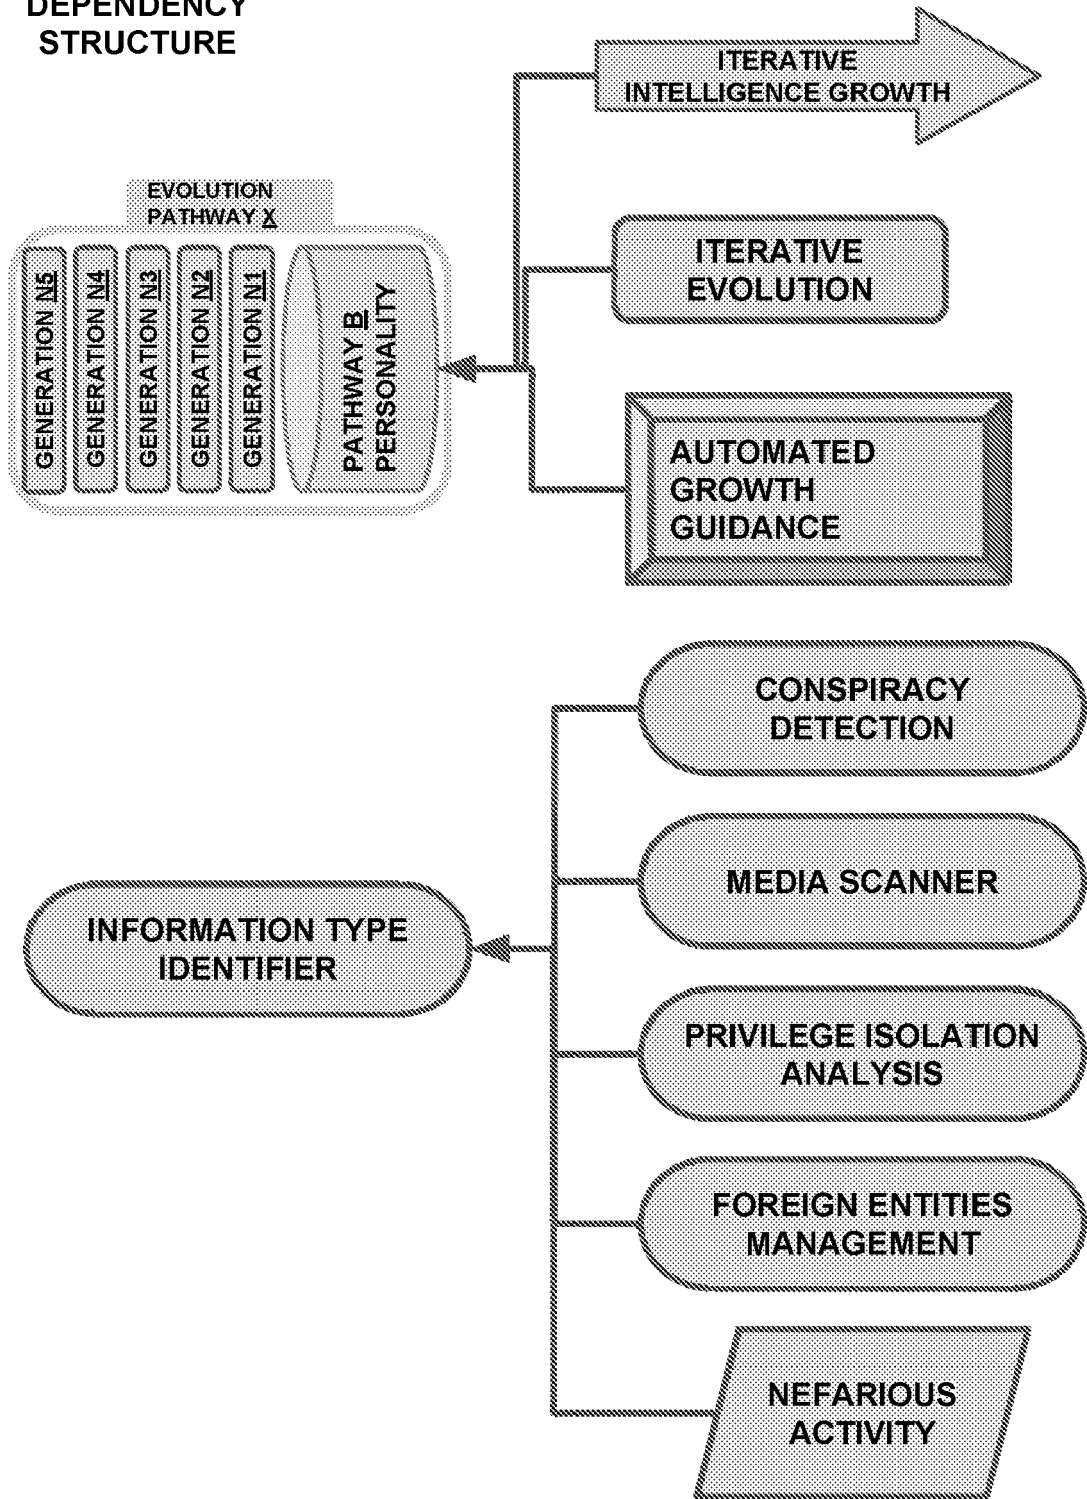 DEPENDENCY
STRUCTURE
ITERATIVE
INTELLIGENCE GROWTH
EVOLUTION
PATHWAY X
GENERATION N5
GENERATION N4
GENERATION N3
GENERATION N2
GENERATION N1
PATHWAY B
PERSONALITY
ITERATIVE
EVOLUTION
AUTOMATED
GROWTH
GUIDANCE
CONSPIRACY
DETECTION
MEDIA SCANNER
INFORMATION TYPE
IDENTIFIER
PRIVILEGE ISOLATION
ANALYSIS
FOREIGN ENTITIES
MANAGEMENT
NEFARIOUS
ACTIVITY